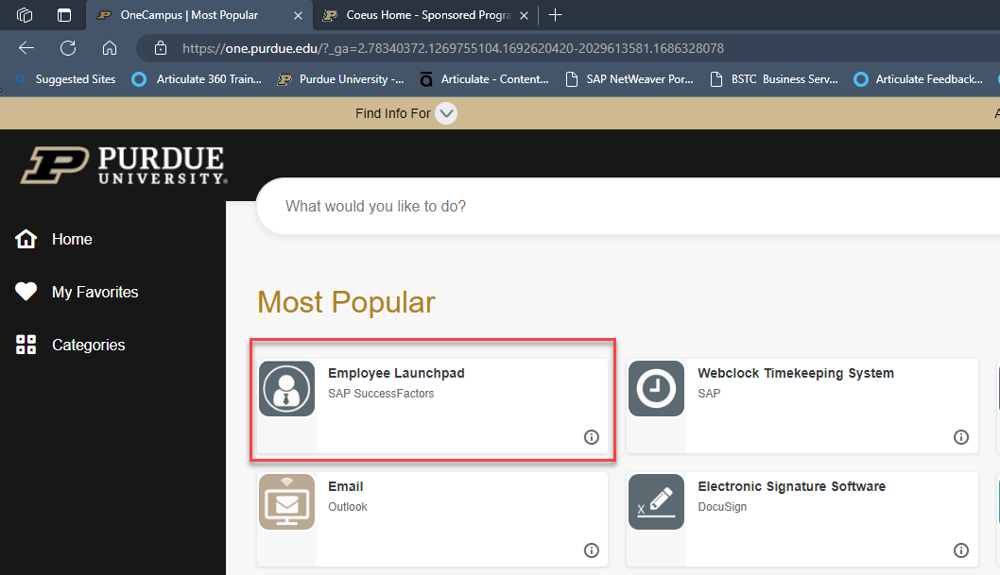 OneCampus | Most Popular
Coeus Home - Sponsored Progra
https://one.purdue.edu/?_ga=2.78340372.1269755104.1692620420-2029613581.1686328078
Suggested Sites
Articulate 360 Train...
Purdue University -...
Articulate - Content...
SAP NetWeaver Por...
BSTC Business Serv...
Articulate Feedback...
Find Info For
A
PURDUE
UNIVERSITY®
What would you like to do?
Home
My Favorites
Categories
Most Popular
Employee Launchpad
SAP SuccessFactors
Webclock Timekeeping System
SAP
Email
Outlook
Electronic Signature Software
DocuSign